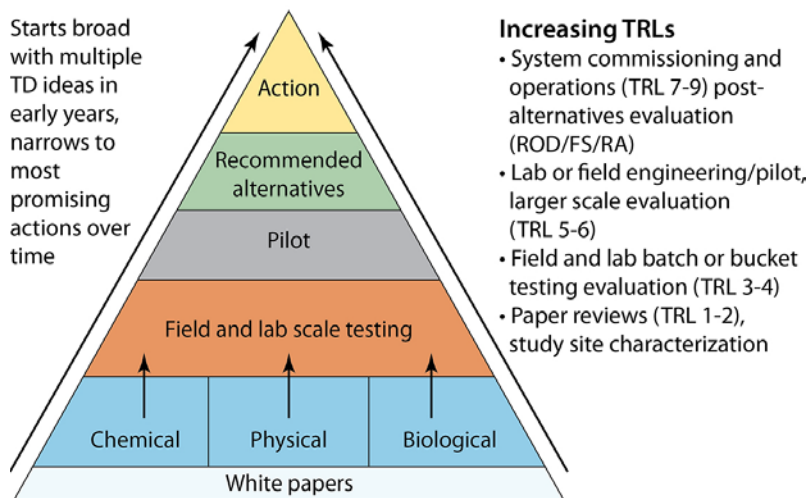 Starts broad
with multiple
TD ideas in
early years,
narrows to
most
promising
actions over
time
Action
Recommended
alternatives
Pilot
Field and lab scale testing
Chemical
Physical
Biological
White papers
Increasing TRLs
• System commissioning and
operations (TRL 7-9) post-
alternatives evaluation
(ROD/FS/RA)
• Lab or field engineering/pilot,
larger scale evaluation
(TRL 5-6)
• Field and lab batch or bucket
testing evaluation (TRL 3-4)
• Paper reviews (TRL 1-2),
study site characterization